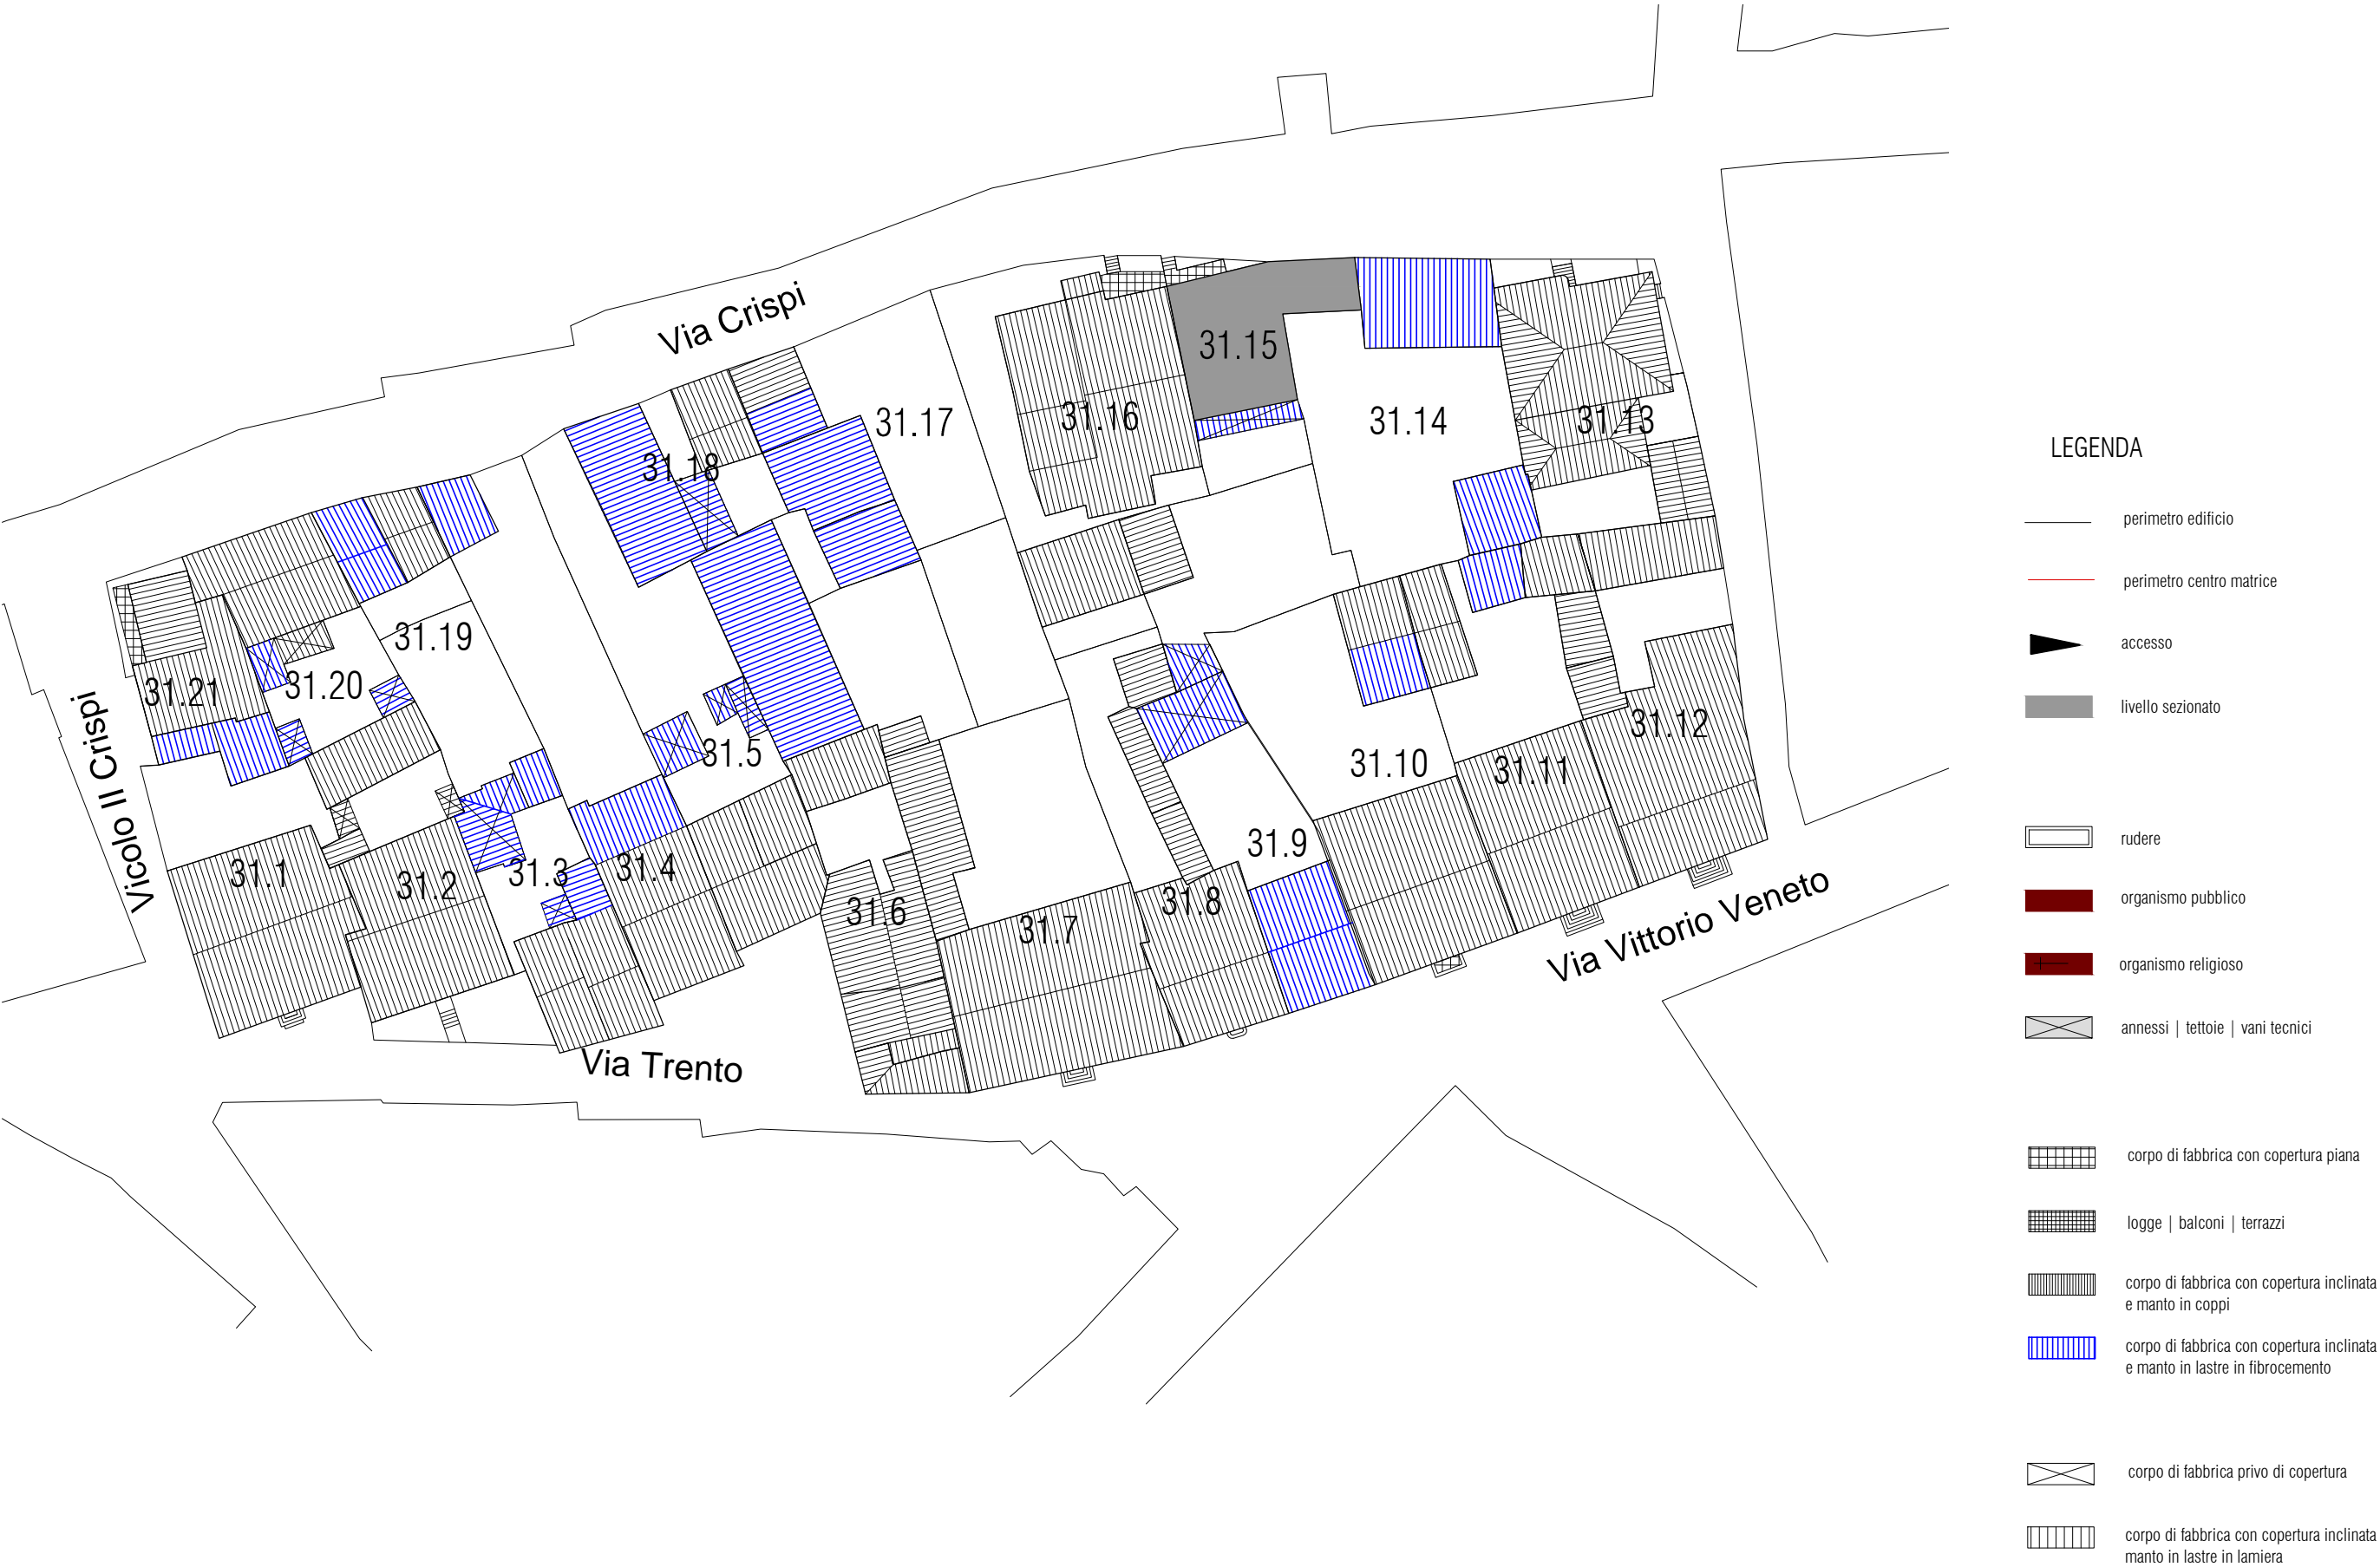 Via Crispi
31.15
31.16
31.17
31.14
31.13
31.18
31.19
31.20
31.21
31.5
31.12
31.10
31.11
31.9
31.1
31.2
31.3
31.4
31.6
31.7
31.8
Vicolo II Crispi
Via Trento
Via Vittorio Veneto
LEGENDA
perimetro edificio
perimetro centro matrice
accesso
livello sezionato
rudere
organismo pubblico
organismo religioso
annessi | tettoie | vani tecnici
corpo di fabbrica con copertura piana
logge | balconi | terrazzi
corpo di fabbrica con copertura inclinata
e manto in coppi
corpo di fabbrica con copertura inclinata
e manto in lastre in fibrocemento
corpo di fabbrica privo di copertura
corpo di fabbrica con copertura inclinata
manto in lastre in lamiera